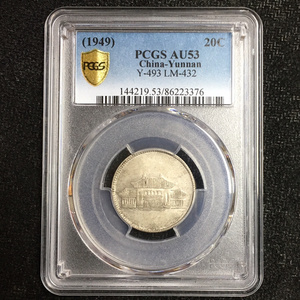 (1949)
20C
PCGS AU53
China-Yunnan
Y-493 LM-432
144219.53/86223376
PCGS